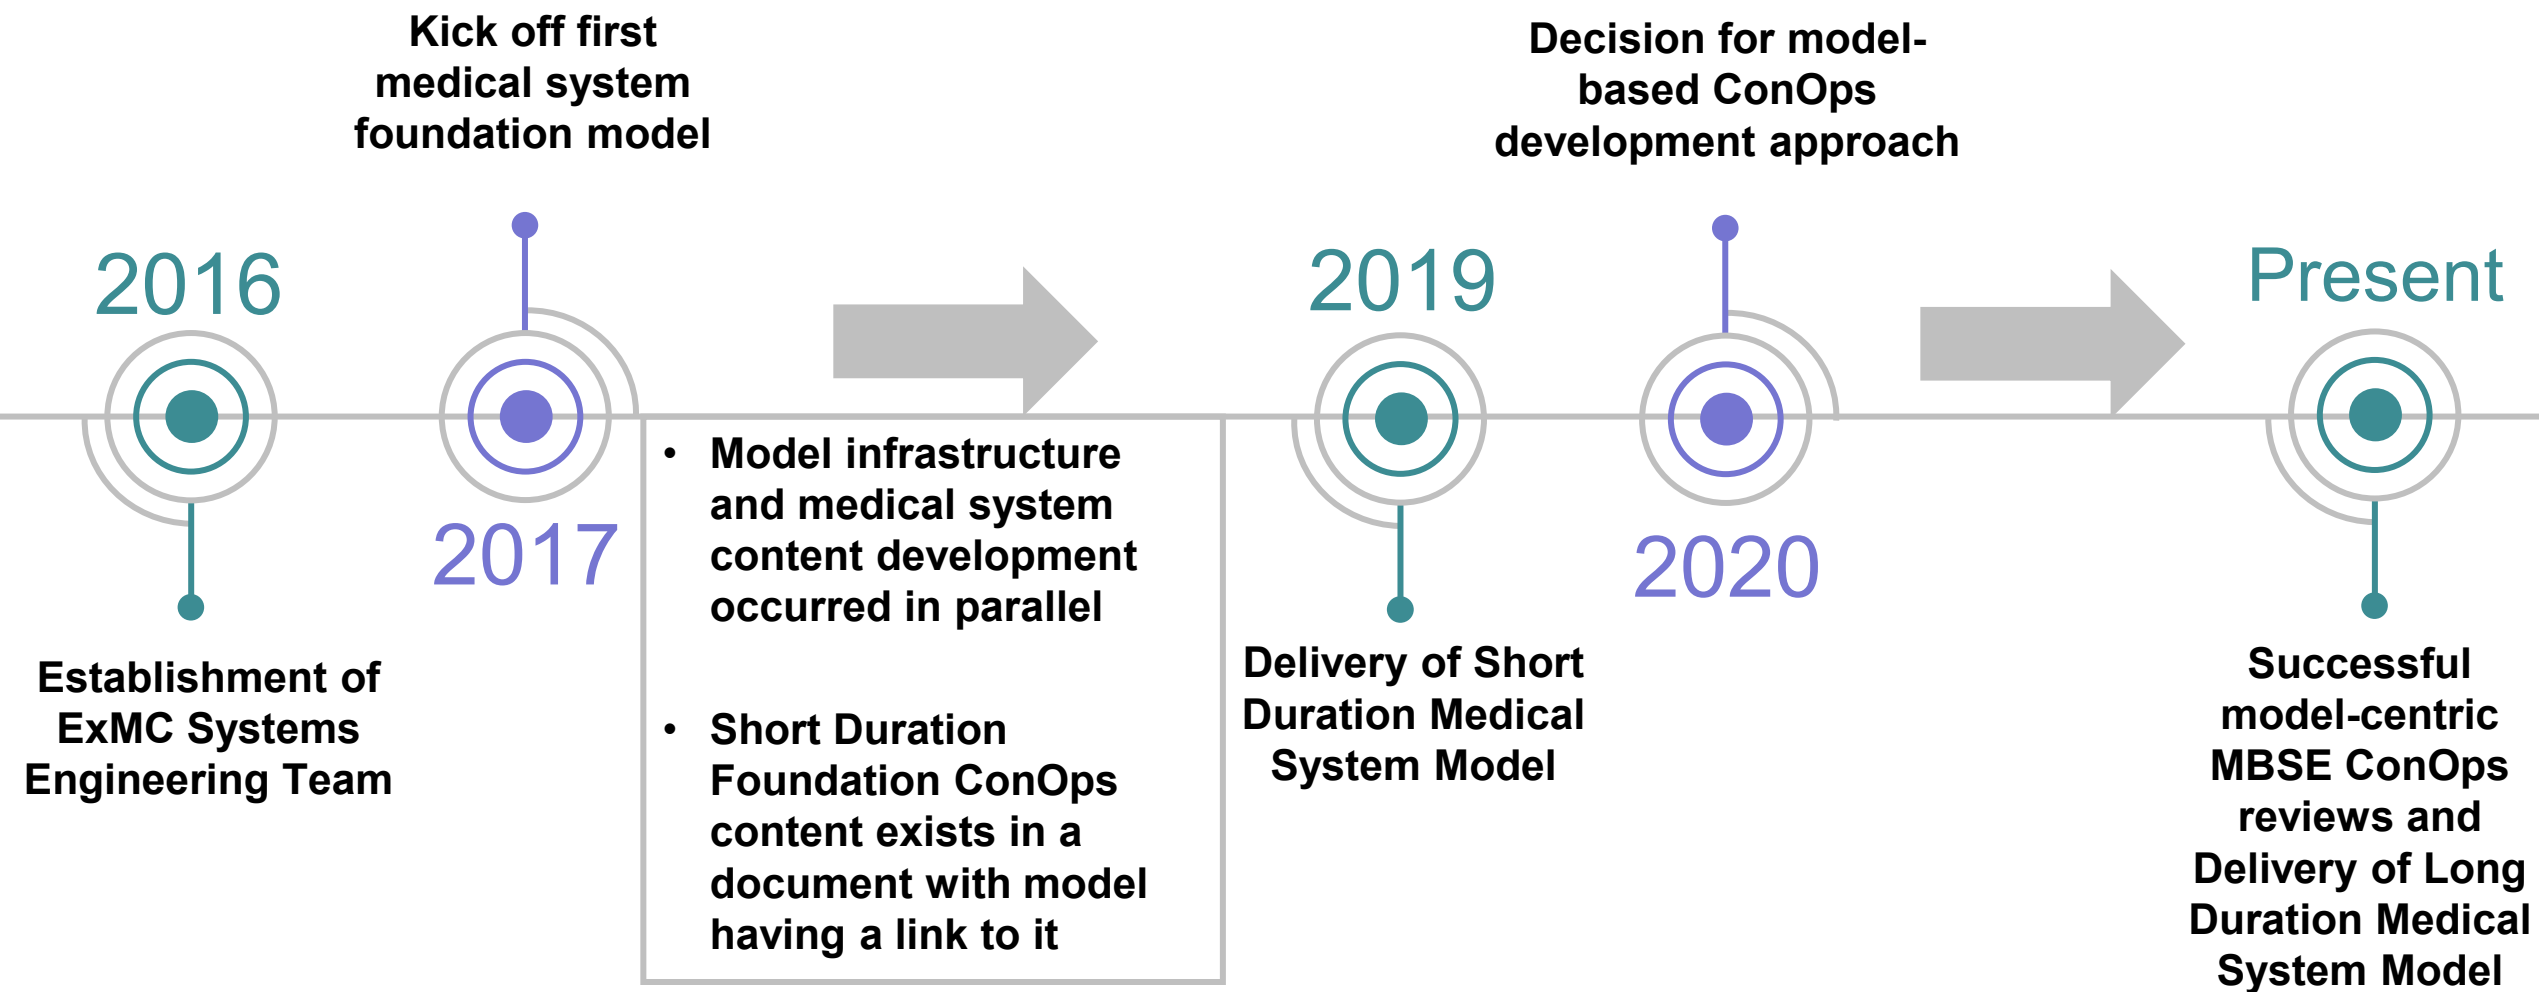 Kick off first
medical system
foundation model
Decision for model-
based ConOps
development approach
2016
2019
Present
2017
2020
• Model infrastructure
and medical system
content development
occurred in parallel
• Short Duration
Foundation ConOps
content exists in a
document with model
having a link to it
Establishment of
ExMC Systems
Engineering Team
Delivery of Short
Duration Medical
System Model
Successful
model-centric
MBSE ConOps
reviews and
Delivery of Long
Duration Medical
System Model